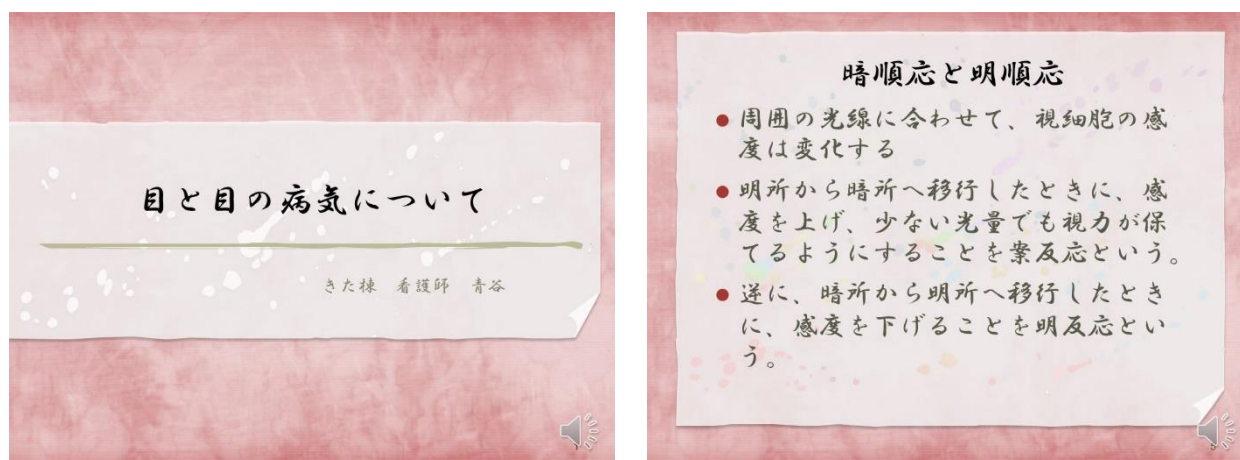 目と目の病気について
きた棟　看護師　青谷
暗順応と明順応
● 周囲の光線に合わせて、視細胞の感
度は変化する
● 明所から暗所へ移行したときに、感
度を上げ、少ない光量でも視力が保
てるようにすることを案反応という。
● 逆に、暗所から明所へ移行したとき
に、感度を下げることを明反応とい
う。